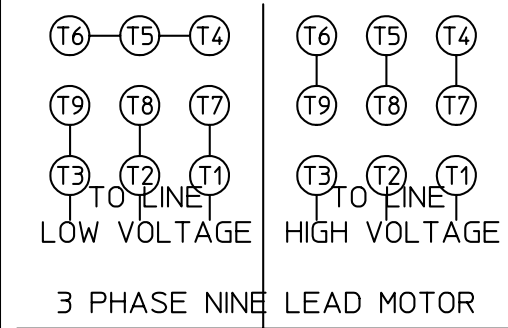 T6 T5 T4 T6 T5 T4
T9 T8 T7 T9 T8 T7
T3 T2 T1 T3 T2 T1
TO LINE TO LINE
LOW VOLTAGE HIGH VOLTAGE
3 PHASE NINE LEAD MOTOR